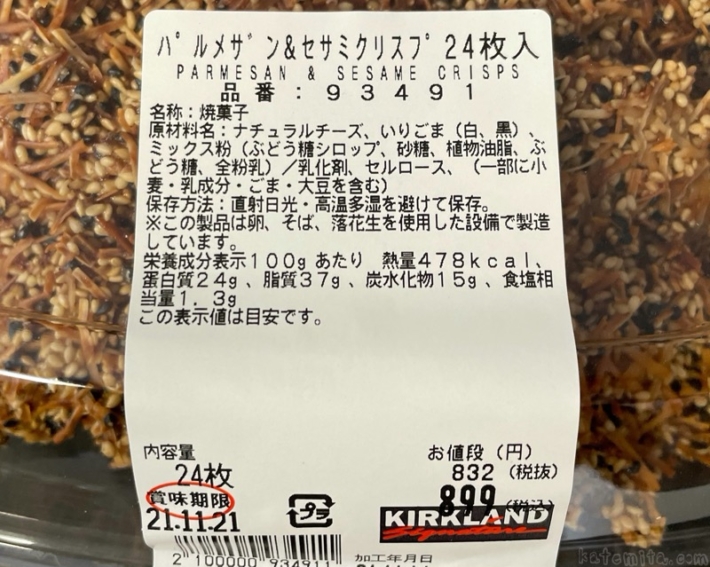 パルメザン&セサミクリスプ 24枚入
PARMESAN & SESAME CRISPS
品番:93491
名称:焼菓子
原材料名:ナチュラルチーズ、いりごま(白、黒)、
ミックス粉(ぶどう糖シロップ、砂糖、植物油脂、ぶ
どう糖、全粉乳)/乳化剤、セルロース、(一部に小
麦・乳成分・ごま・大豆を含む)
保存方法:直射日光・高温多湿を避けて保存。
※この製品は卵、そば、落花生を使用した設備で製造
しています。
栄養成分表示100gあたり 熱量478kcal、
蛋白質24g、脂質37g、炭水化物15g、食塩相
当量1.3g
この表示値は目安です。
内容量 お値段(円)
24枚 832(税抜)
賞味期限 899(税込)
21.11.21 プラ KIRKLAND
Signature
2 100000 934911 加工年月日
katemita.com